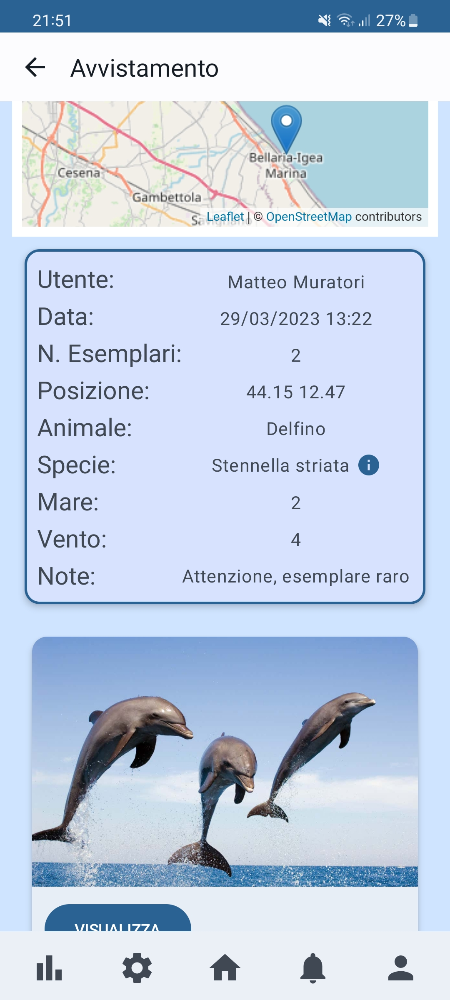 21:51
27%
Avvistamento
Bellaria-Igea
Marina
Cesena
Gambettola
Savignano
Leaflet | © OpenStreetMap contributors
Utente: Matteo Muratori
Data: 29/03/2023 13:22
N. Esemplari: 2
Posizione: 44.15 12.47
Animale: Delfino
Specie: Stennella striata i
Mare: 2
Vento: 4
Note: Attenzione, esemplare raro
VISUALIZZA